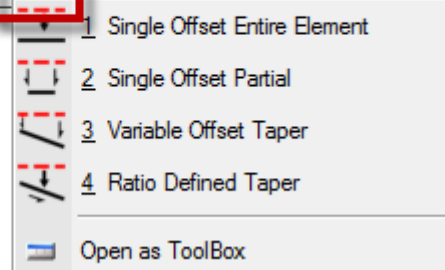 1 Single Offset Entire Element
2 Single Offset Partial
3 Variable Offset Taper
4 Ratio Defined Taper
Open as ToolBox